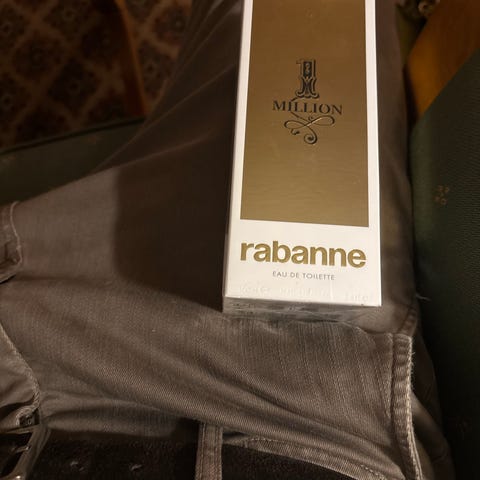 1
MILLION
rabanne
EAU DE TOILETTE